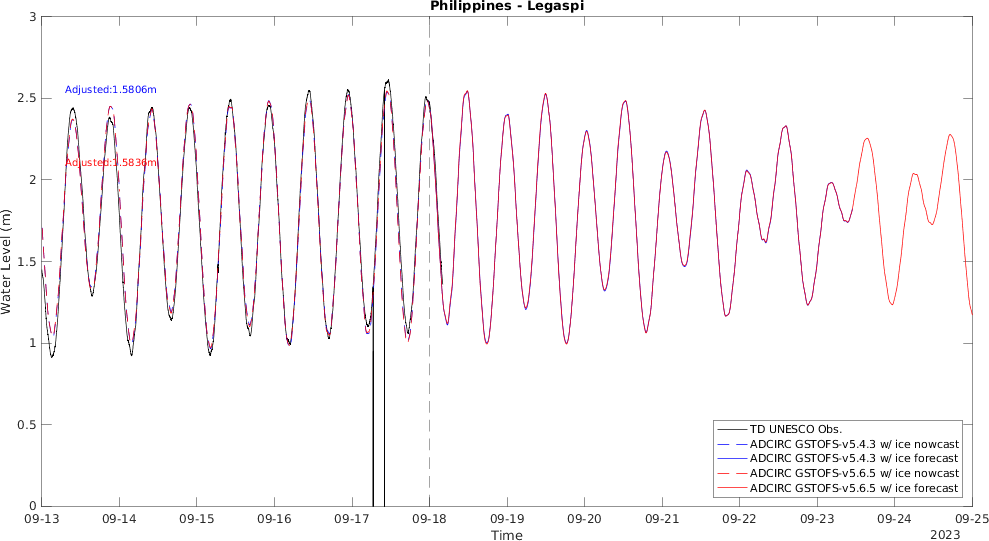 Philippines - Legaspi
3
2.5
2
1.5
1
0.5
0
Water Level (m)
Adjusted:1.5806m
Adjusted:1.5836m
TD UNESCO Obs.
ADCIRC GSTOFS-v5.4.3 w/ ice nowcast
ADCIRC GSTOFS-v5.4.3 w/ ice forecast
ADCIRC GSTOFS-v5.6.5 w/ ice nowcast
ADCIRC GSTOFS-v5.6.5 w/ ice forecast
09-13 09-14 09-15 09-16 09-17 09-18 09-19 09-20 09-21 09-22 09-23 09-24 09-25
Time
2023